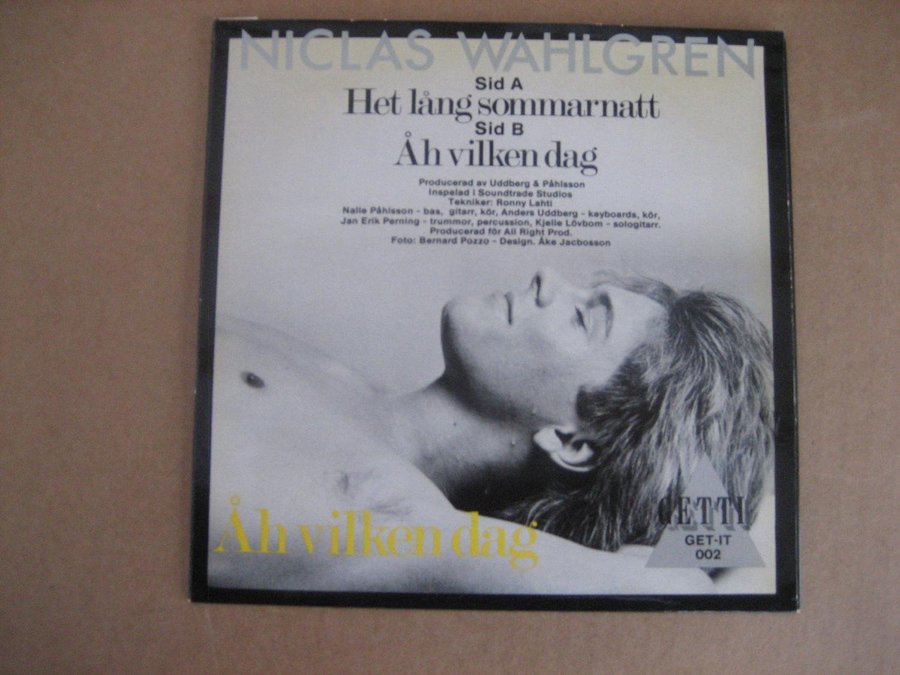 NICLAS WAHLGREN
Sid A
Het lång sommarnatt
Sid B
Åh vilken dag
Producerad av Uddberg & Påhlsson
Inspelad i Soundtrade Studios
Tekniker: Ronny Lahti
Nalle Påhlsson - bas, gitarr, kör, Anders Uddberg - keyboards, kör,
Jan Erik Perning - trummor, percussion, Kjelle Lövbom - sologitarr.
Producerad för All Right Prod.
Foto: Bernard Pozzo - Design. Åke Jacbosson
Åh vilken dag
GETTI
GET-IT
002